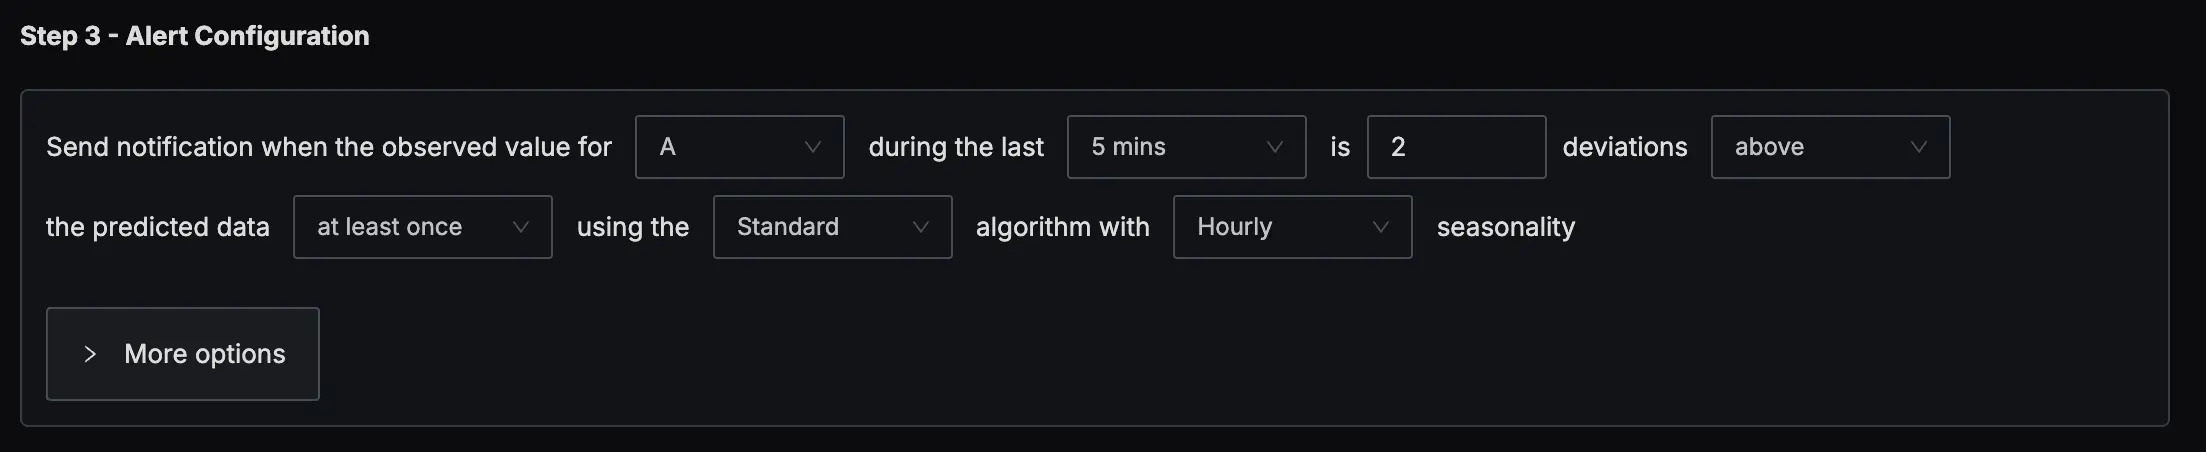 Step 3 - Alert Configuration
Send notification when the observed value for A during the last 5 mins is 2 deviations above
the predicted data at least once using the Standard algorithm with Hourly seasonality
More options